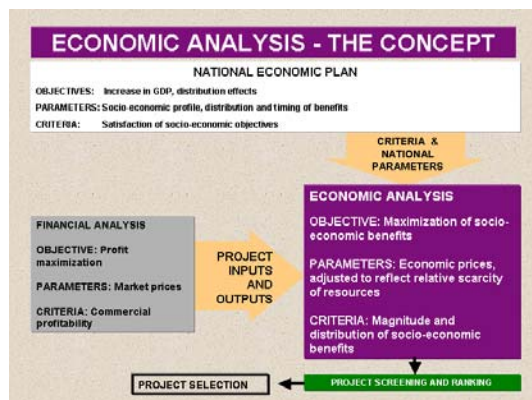 ECONOMIC ANALYSIS - THE CONCEPT
NATIONAL ECONOMIC PLAN
OBJECTIVES: Increase in GDP, distribution effects
PARAMETERS: Socio-economic profile, distribution and timing of benefits
CRITERIA: Satisfaction of socio-economic objectives
CRITERIA &
NATIONAL
PARAMETERS
FINANCIAL ANALYSIS
OBJECTIVE: Profit
maximization
PARAMETERS: Market prices
CRITERIA: Commercial
profitability
PROJECT
INPUTS
AND
OUTPUTS
ECONOMIC ANALYSIS
OBJECTIVE: Maximization of socio-
economic benefits
PARAMETERS: Economic prices,
adjusted to reflect relative scarcity
of resources
CRITERIA: Magnitude and
distribution of socio-economic
benefits
PROJECT SELECTION
PROJECT SCREENING AND RANKING